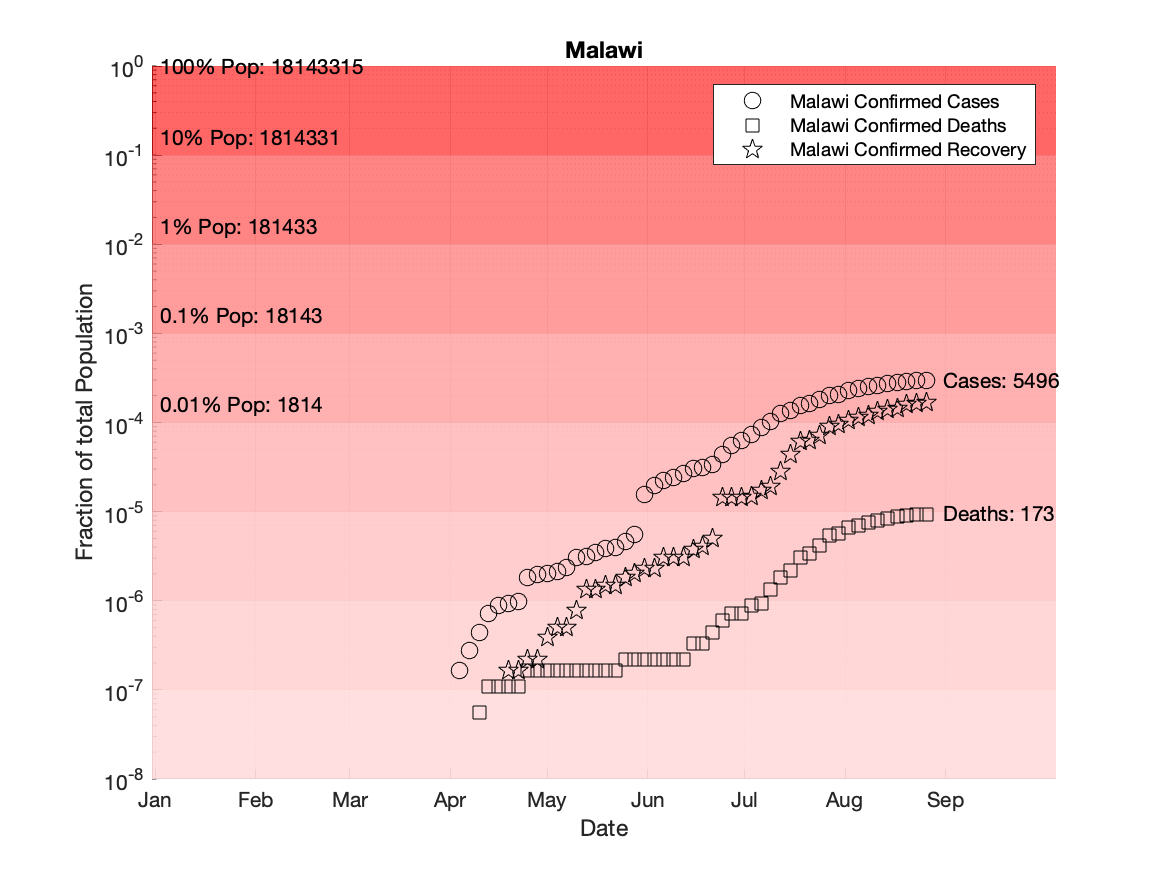 Malawi
10^0
100% Pop: 18143315
Malawi Confirmed Cases
Malawi Confirmed Deaths
Malawi Confirmed Recovery
10% Pop: 1814331
10^-1
1% Pop: 181433
10^-2
0.1% Pop: 18143
10^-3
Cases: 5496
0.01% Pop: 1814
10^-4
10^-5
Deaths: 173
10^-6
10^-7
10^-8
Fraction of total Population
Jan Feb Mar Apr May Jun Jul Aug Sep
Date